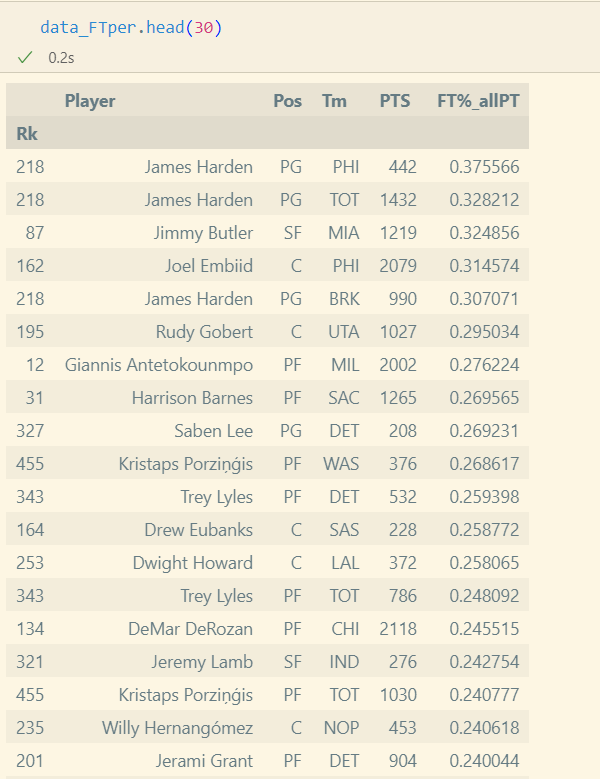 data_FTper.head(30)
0.2s
Player Pos Tm PTS FT%_allPT
Rk
218 James Harden PG PHI 442 0.375566
218 James Harden PG TOT 1432 0.328212
87 Jimmy Butler SF MIA 1219 0.324856
162 Joel Embiid C PHI 2079 0.314574
218 James Harden PG BRK 990 0.307071
195 Rudy Gobert C UTA 1027 0.295034
12 Giannis Antetokounmpo PF MIL 2002 0.276224
31 Harrison Barnes PF SAC 1265 0.269565
327 Saben Lee PG DET 208 0.269231
455 Kristaps Porziņģis PF WAS 376 0.268617
343 Trey Lyles PF DET 532 0.259398
164 Drew Eubanks C SAS 228 0.258772
253 Dwight Howard C LAL 372 0.258065
343 Trey Lyles PF TOT 786 0.248092
134 DeMar DeRozan PF CHI 2118 0.245515
321 Jeremy Lamb SF IND 276 0.242754
455 Kristaps Porziņģis PF TOT 1030 0.240777
235 Willy Hernangómez C NOP 453 0.240618
201 Jerami Grant PF DET 904 0.240044